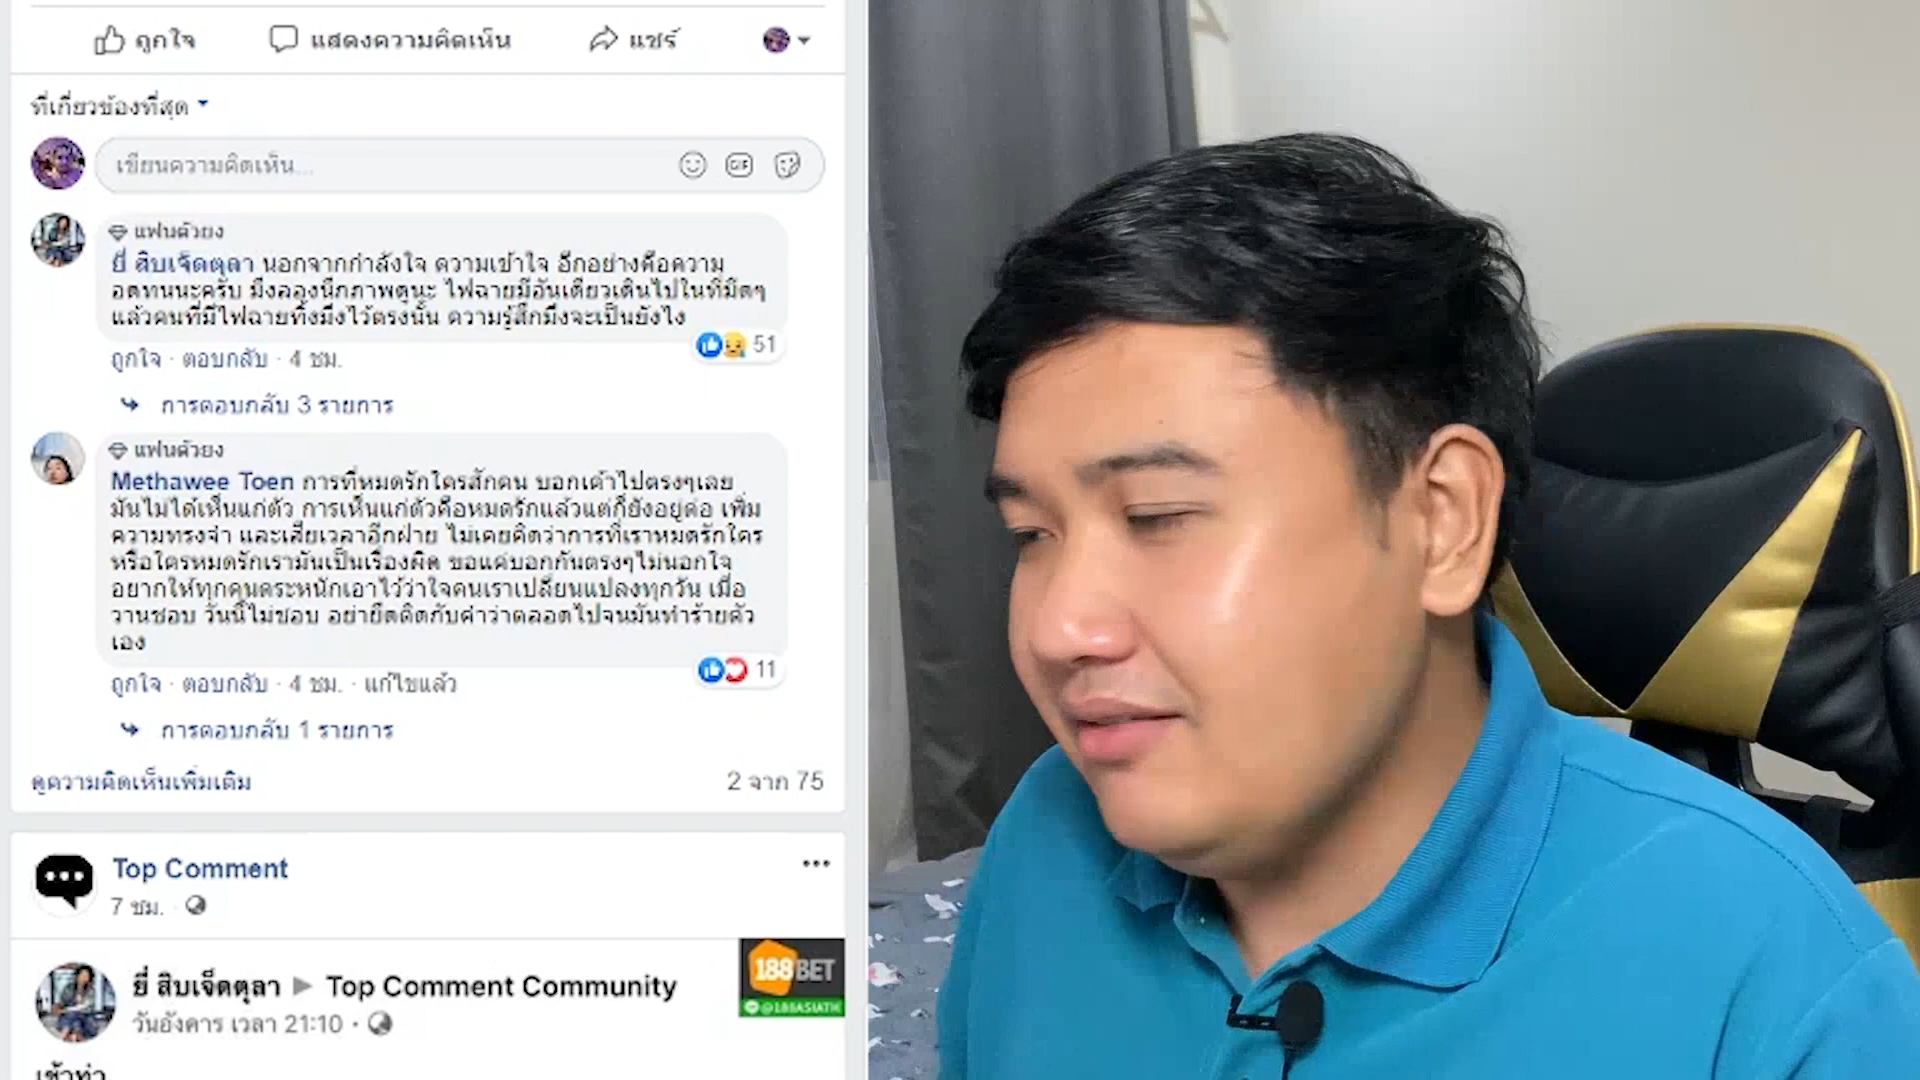 ถูกใจ แสดงความคิดเห็น แชร์
ที่เกี่ยวข้องที่สุด
เขียนความคิดเห็น...
GIF
แฟนตัวยง
ยี่ สิบเจ็ดตุลา นอกจากกำลังใจ ความเข้าใจ อีกอย่างคือความ
อดทนนะครับ มึงลองนึกภาพดูนะ ไฟฉายมีอันเดียวเดินไปในที่มืดๆ
แล้วคนที่มีไฟฉายทิ้งมึงไว้ตรงนั้น ความรู้สึกมึงจะเป็นยังไง
51
ถูกใจ · ตอบกลับ · 4 ชม.
การตอบกลับ 3 รายการ
แฟนตัวยง
Methawee Toen การที่หมดรักใครสักคน บอกเค้าไปตรงๆเลย
มันไม่ได้เห็นแก่ตัว การเห็นแก่ตัวคือหมดรักแล้วแต่ก็ยังอยู่ต่อ เพิ่ม
ความทรงจำ และเสียเวลาอีกฝ่าย ไม่เคยคิดว่าการที่เราหมดรักใคร
หรือใครหมดรักเรามันเป็นเรื่องผิด ขอแค่บอกกันตรงๆไม่นอกใจ
อยากให้ทุกคนตระหนักเอาไว้ว่าใจคนเราเปลี่ยนแปลงทุกวัน เมื่อ
วานชอบ วันนี้ไม่ชอบ อย่ายึดติดกับคำว่าตลอดไปจนมันทำร้ายตัว
เอง
11
ถูกใจ · ตอบกลับ · 4 ชม. · แก้ไขแล้ว
การตอบกลับ 1 รายการ
ดูความคิดเห็นเพิ่มเติม 2 จาก 75
Top Comment
7 ชม. ·
188BET
@188ASIATH
ยี่ สิบเจ็ดตุลา ▶ Top Comment Community
วันอังคาร เวลา 21:10 ·